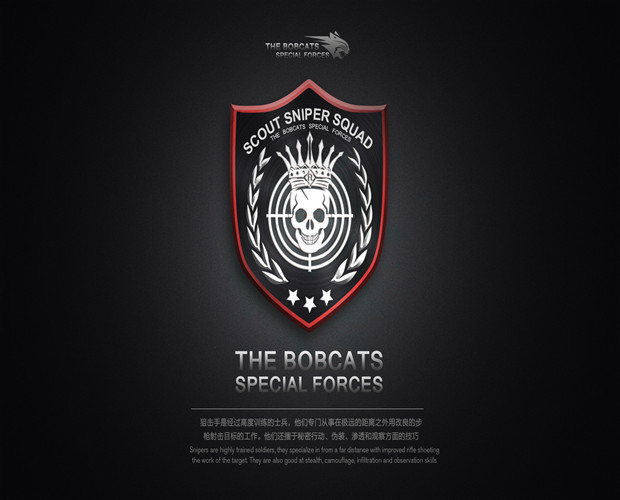 THE BOBCATS
SPECIAL FORCES
SCOUT SNIPER SQUAD
THE BOBCATS SPECIAL FORCES
THE BOBCATS
SPECIAL FORCES
狙击手是经过高度训练的士兵，他们专门从事在极远的距离之外用改良的步
枪射击目标的工作。他们还擅于秘密行动、伪装、渗透和观察方面的技巧
Snipers are highly trained soldiers, they specialize in from a far distance with improved rifle shooting
the work of the target. They are also good at stealth, camouflage, infiltration and observation skills